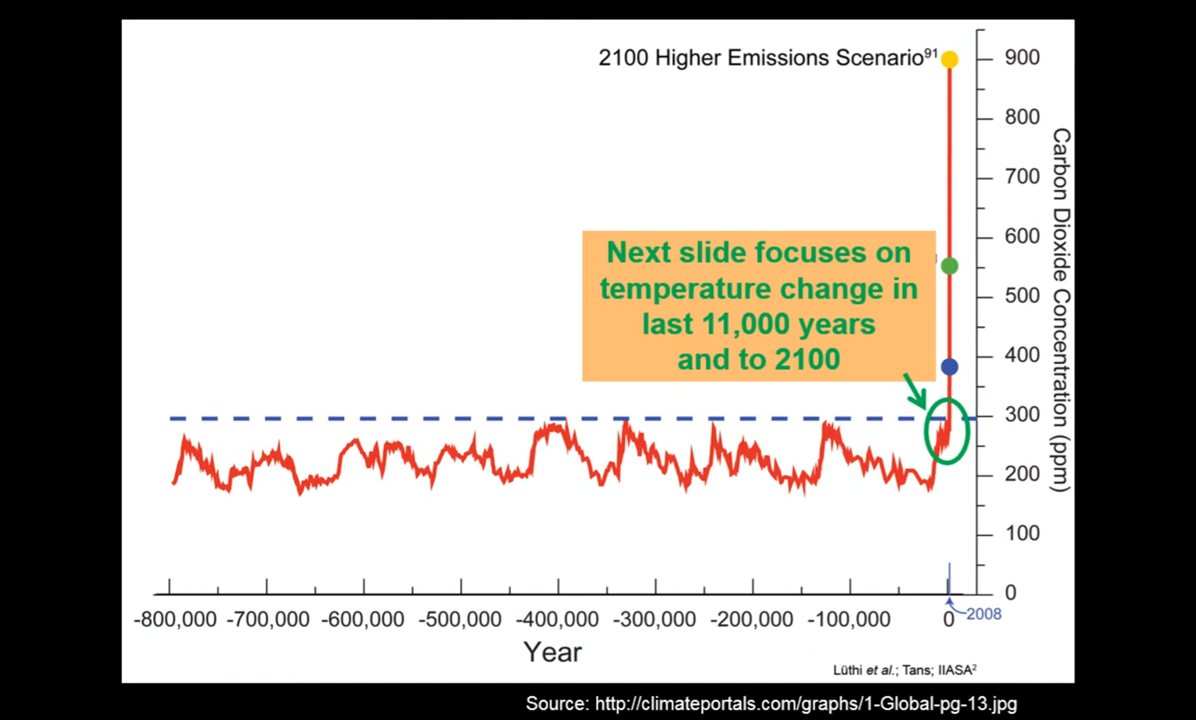 2100 Higher Emissions Scenario⁹¹
900
800
700
600
500
400
300
200
100
0
Carbon Dioxide Concentration (ppm)
Next slide focuses on
temperature change in
last 11,000 years
and to 2100
-800,000 -700,000 -600,000 -500,000 -400,000 -300,000 -200,000 -100,000 0
2008
Year
Lüthi et al.; Tans; IIASA²
Source: http://climateportals.com/graphs/1-Global-pg-13.jpg